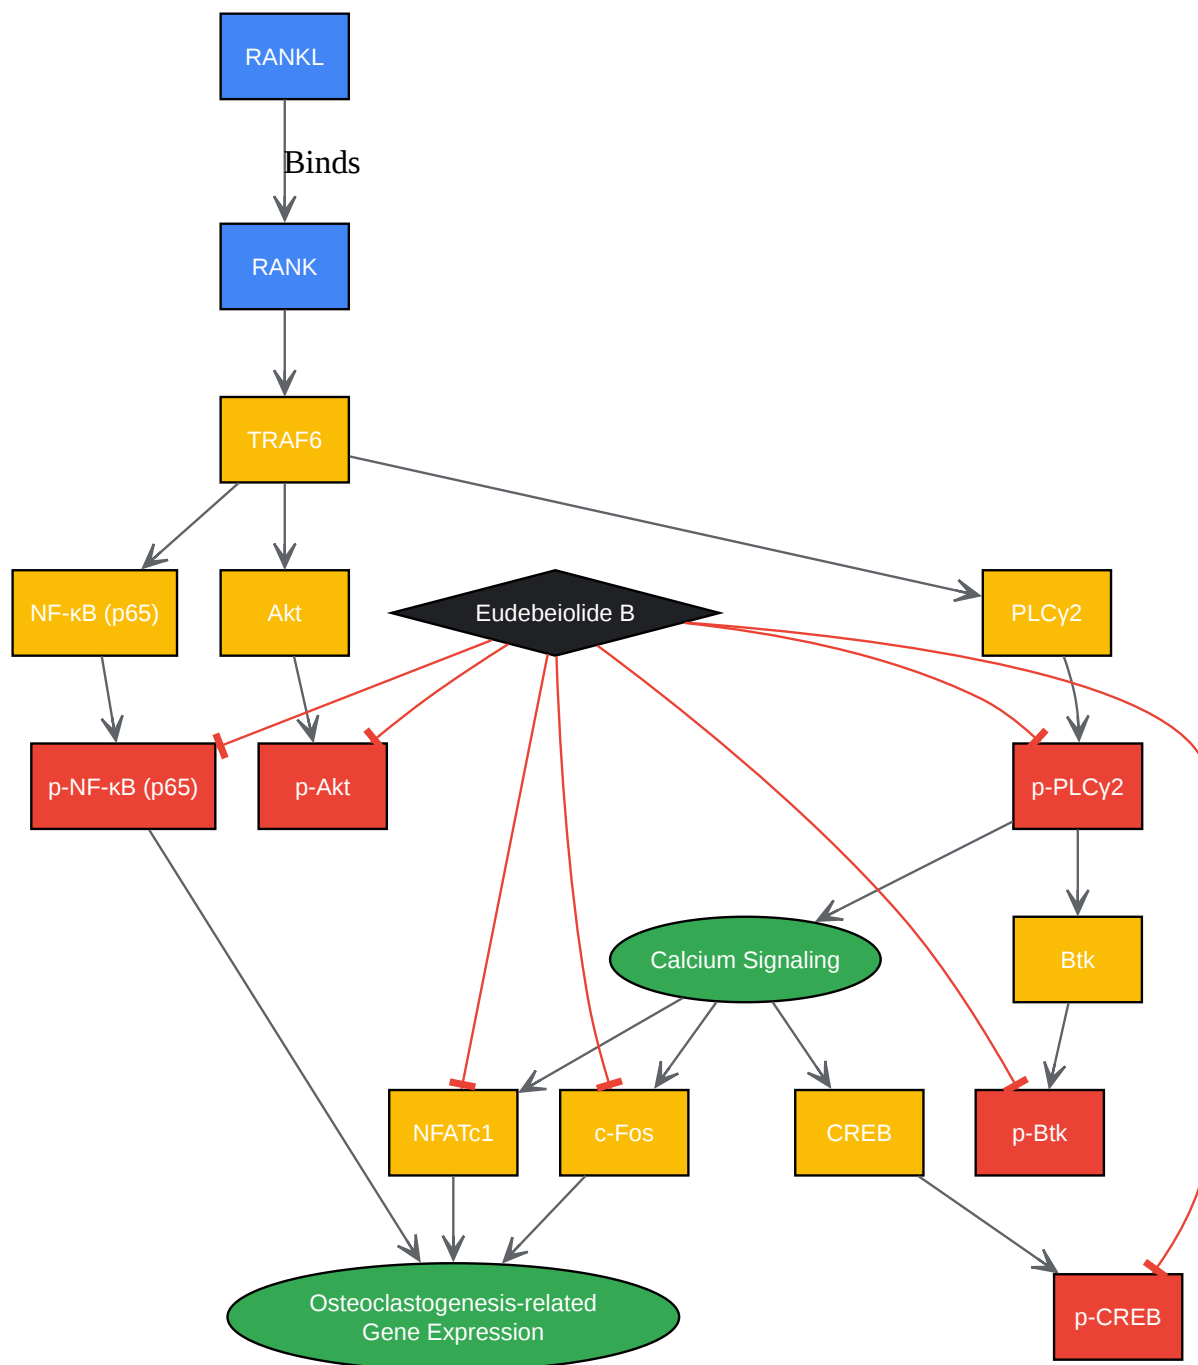 RANKL
Binds
RANK
TRAF6
NF-κB (p65)
Akt
Eudebeiolide B
PLCγ2
p-NF-κB (p65)
p-Akt
p-PLCγ2
Calcium Signaling
Btk
NFATc1
c-Fos
CREB
p-Btk
Osteoclastogenesis-related
Gene Expression
p-CREB